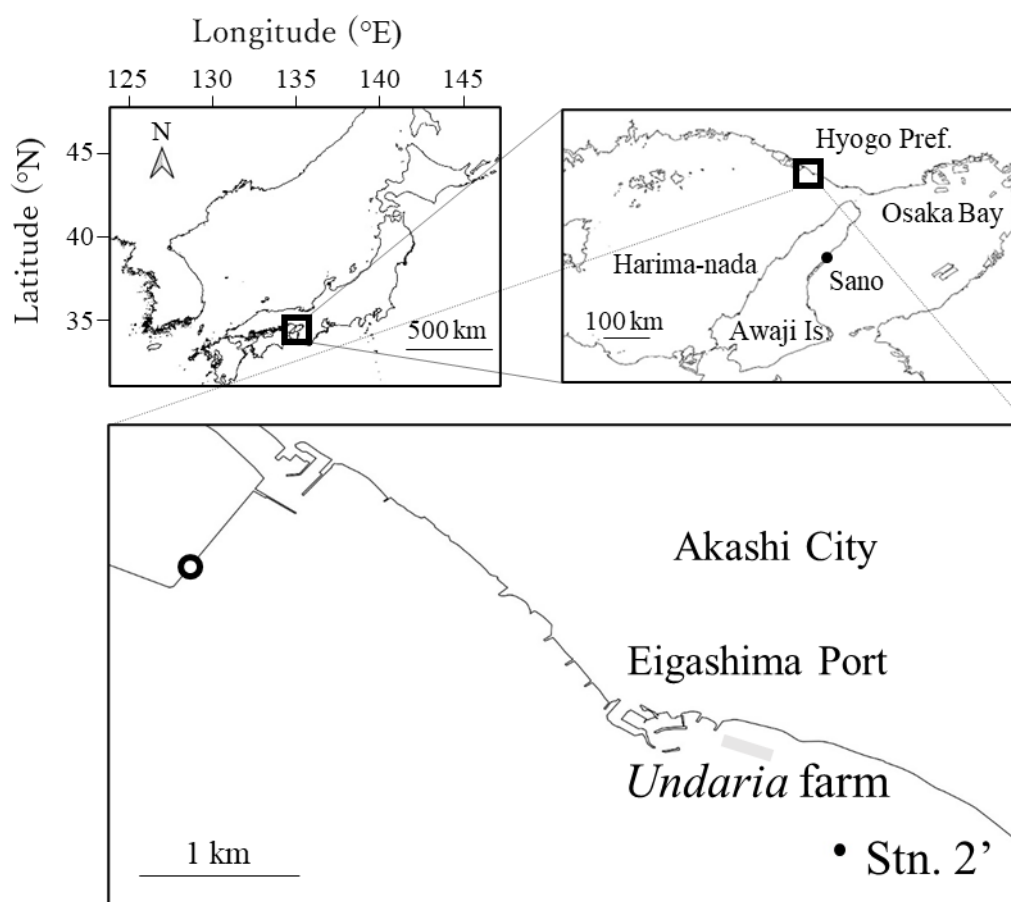 Longitude (°E)
125 130 135 140 145
Latitude (°N)
45
40
35
N
500 km
Hyogo Pref.
Osaka Bay
Harima-nada
Sano
100 km
Awaji Is.
Akashi City
Eigashima Port
Undaria farm
1 km
Stn. 2’